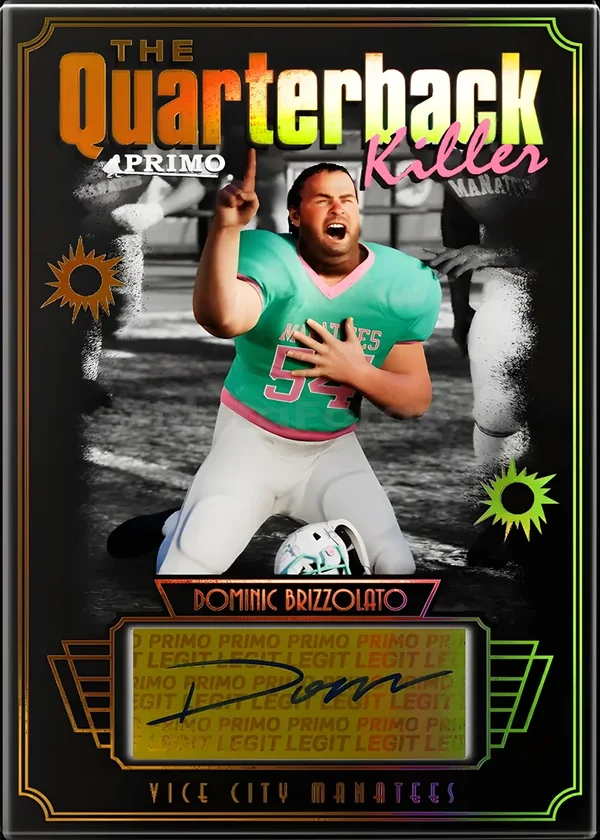 THE
Quarterback
Killer
PRIMO
MANATEES
54
DOMINIC BRIZZOLATO
PRIMO PRIMO PRIMO PRIMO
LEGIT LEGIT LEGIT LEGIT
PRIMO PRIMO PRIMO PRIMO
LEGIT LEGIT LEGIT LEGIT
PRIMO PRIMO PRIMO PRIMO
LEGIT LEGIT LEGIT LEGIT
Dom
VICE CITY MANATEES